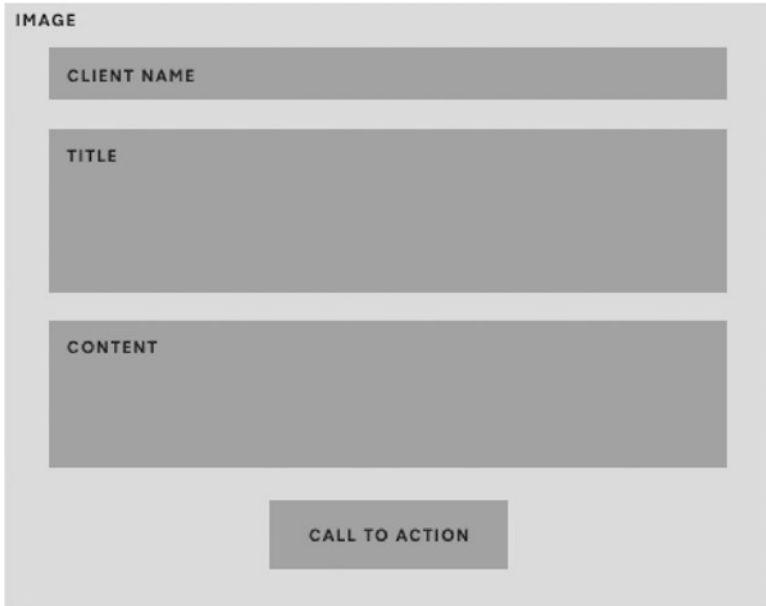 IMAGE
CLIENT NAME
TITLE
CONTENT
CALL TO ACTION